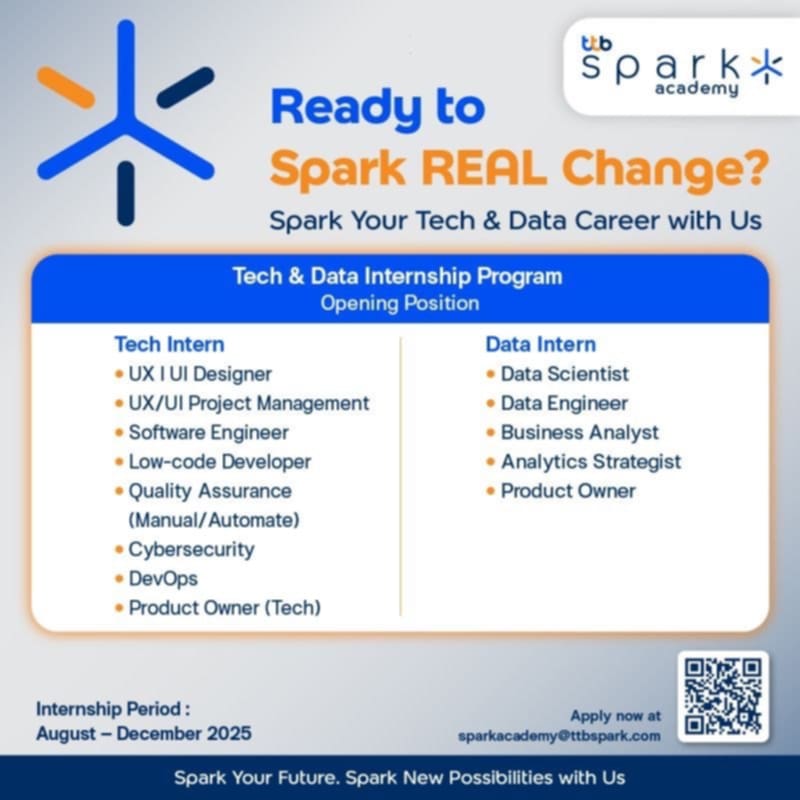 ttb
spark
academy
Ready to
Spark REAL Change?
Spark Your Tech & Data Career with Us
Tech & Data Internship Program
Opening Position
Tech Intern
• UX I UI Designer
• UX/UI Project Management
• Software Engineer
• Low-code Developer
• Quality Assurance
(Manual/Automate)
• Cybersecurity
• DevOps
• Product Owner (Tech)
Data Intern
• Data Scientist
• Data Engineer
• Business Analyst
• Analytics Strategist
• Product Owner
Internship Period :
August – December 2025
Apply now at
sparkacademy@ttbspark.com
Spark Your Future. Spark New Possibilities with Us